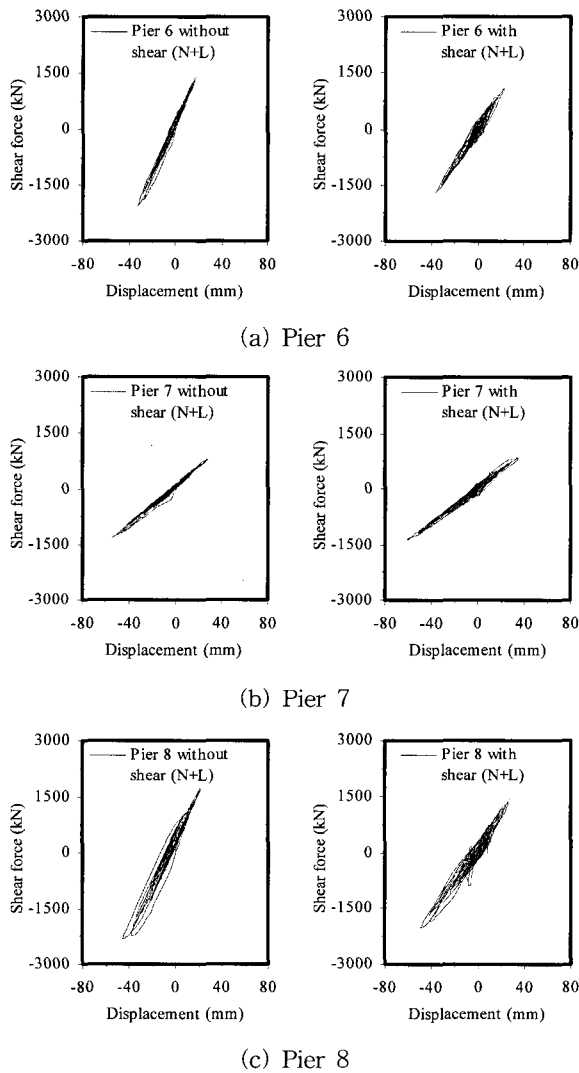 3000
1500
0
-1500
-3000
Shear force (kN)
Pier 6 without
shear (N+L)
-80 -40 0 40 80
Displacement (mm)
3000
1500
0
-1500
-3000
Shear force (kN)
Pier 6 with
shear (N+L)
-80 -40 0 40 80
Displacement (mm)
(a) Pier 6
3000
1500
0
-1500
-3000
Shear force (kN)
Pier 7 without
shear (N+L)
-80 -40 0 40 80
Displacement (mm)
3000
1500
0
-1500
-3000
Shear force (kN)
Pier 7 with
shear (N+L)
-80 -40 0 40 80
Displacement (mm)
(b) Pier 7
3000
1500
0
-1500
-3000
Shear force (kN)
Pier 8 without
shear (N+L)
-80 -40 0 40 80
Displacement (mm)
3000
1500
0
-1500
-3000
Shear force (kN)
Pier 8 with
shear (N+L)
-80 -40 0 40 80
Displacement (mm)
(c) Pier 8